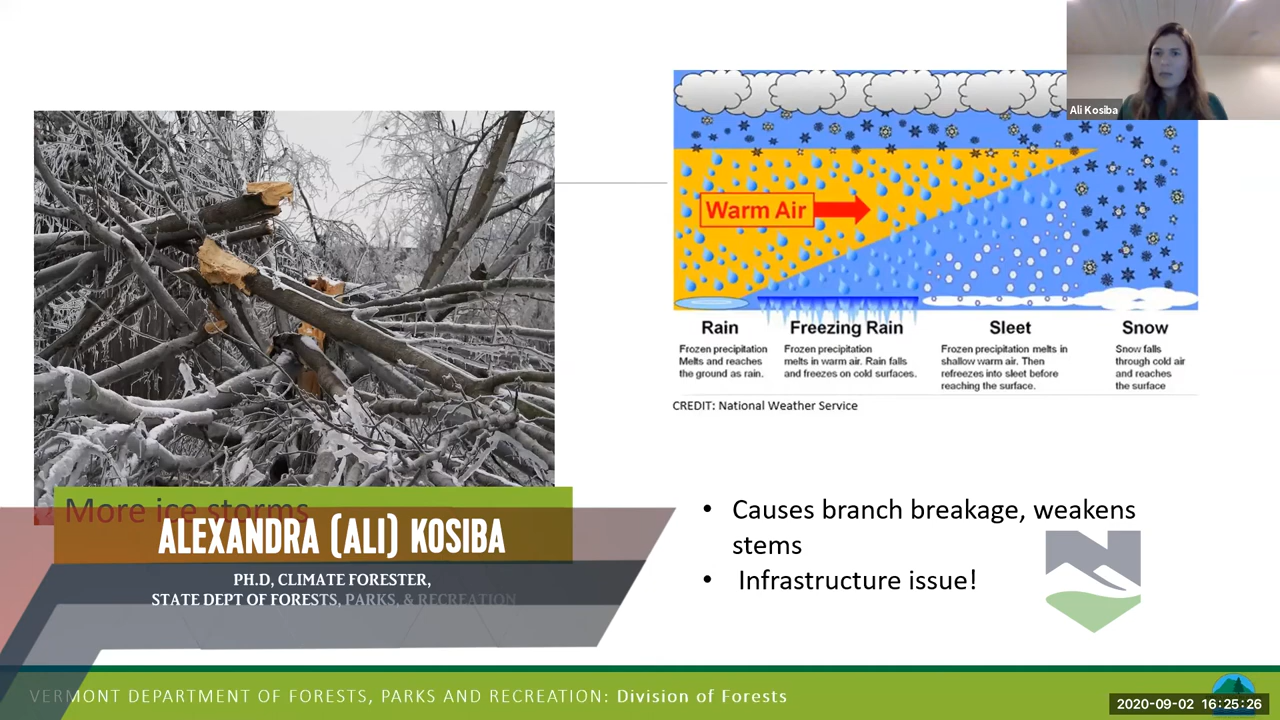 Ali Kosiba
Warm Air
Rain
Frozen precipitation
Melts and reaches
the ground as rain.
Freezing Rain
Frozen precipitation
melts in warm air. Rain falls
and freezes on cold surfaces.
Sleet
Frozen precipitation melts in
shallow warm air. Then
refreezes into sleet before
reaching the surface.
Snow
Snow falls
through cold air
and reaches
the surface
CREDIT: National Weather Service
More ice storms
ALEXANDRA (ALI) KOSIBA
PH.D, CLIMATE FORESTER,
STATE DEPT OF FORESTS, PARKS, & RECREATION
• Causes branch breakage, weakens
stems
• Infrastructure issue!
VERMONT DEPARTMENT OF FORESTS, PARKS AND RECREATION: Division of Forests
2020-09-02 16:25:26